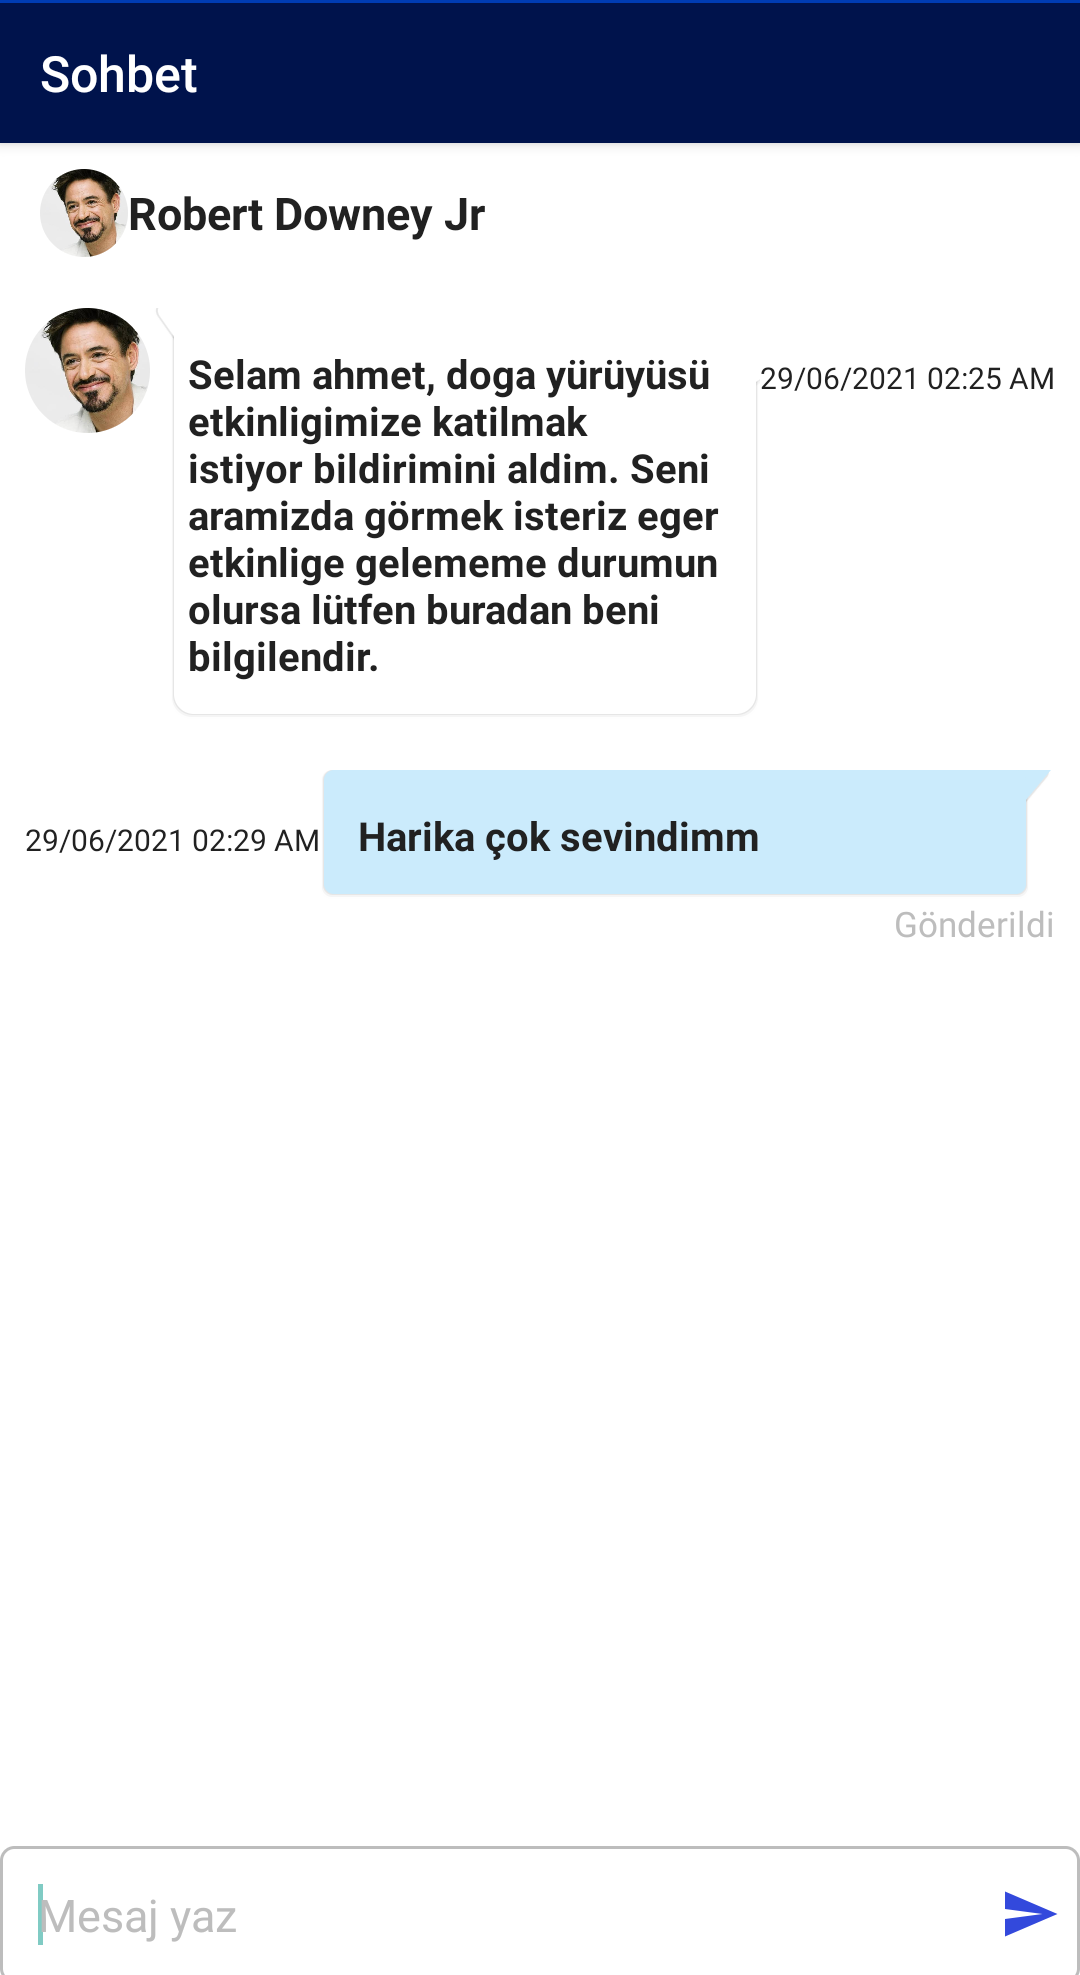 Sohbet
Robert Downey Jr
Selam ahmet, doga yürüyüsü
etkinligimize katilmak
istiyor bildirimini aldim. Seni
aramizda görmek isteriz eger
etkinlige gelememe durumun
olursa lütfen buradan beni
bilgilendir.
29/06/2021 02:25 AM
29/06/2021 02:29 AM
Harika çok sevindimm
Gönderildi
Mesaj yaz